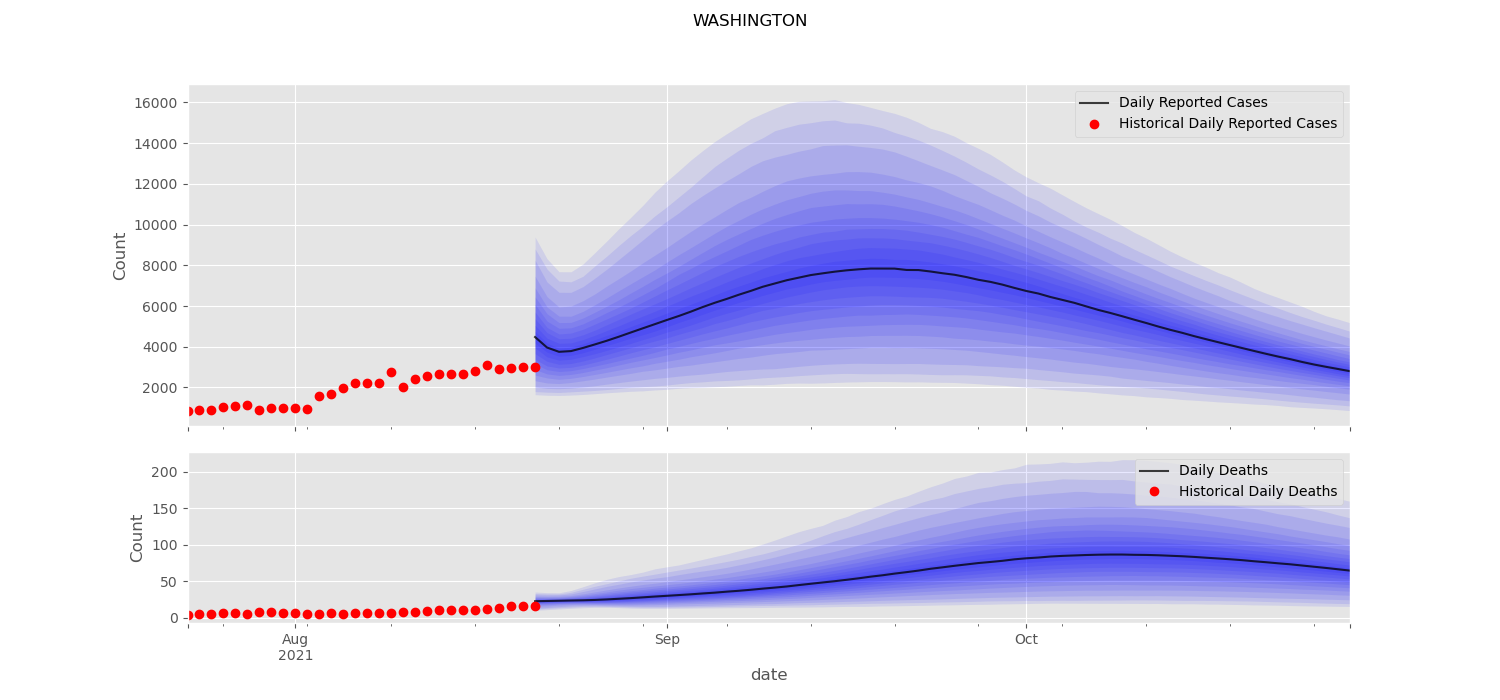 WASHINGTON
16000
14000
12000
10000
8000
6000
4000
2000
Count
Daily Reported Cases
Historical Daily Reported Cases
200
150
100
50
0
Count
Daily Deaths
Historical Daily Deaths
Aug
2021
Sep
Oct
date